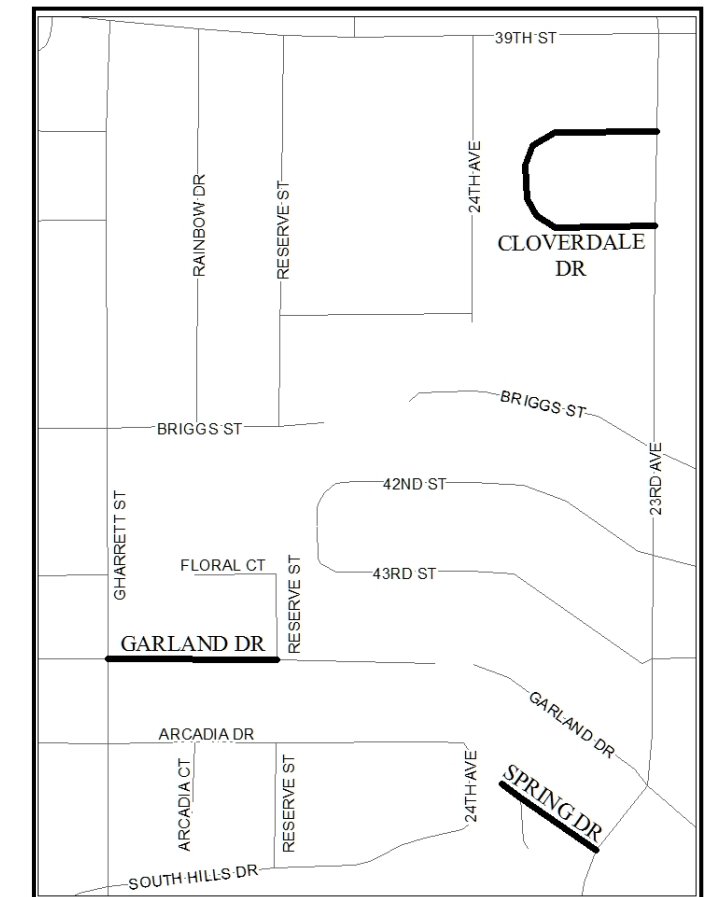 39TH ST
RAINBOW DR
RESERVE ST
24TH AVE
CLOVERDALE
DR
BRIGGS ST
BRIGGS ST
42ND ST
23RD AVE
GHARRETT ST
FLORAL CT
RESERVE ST
43RD ST
GARLAND DR
GARLAND DR
ARCADIA DR
ARCADIA CT
RESERVE ST
24TH AVE
SPRING DR
SOUTH HILLS DR